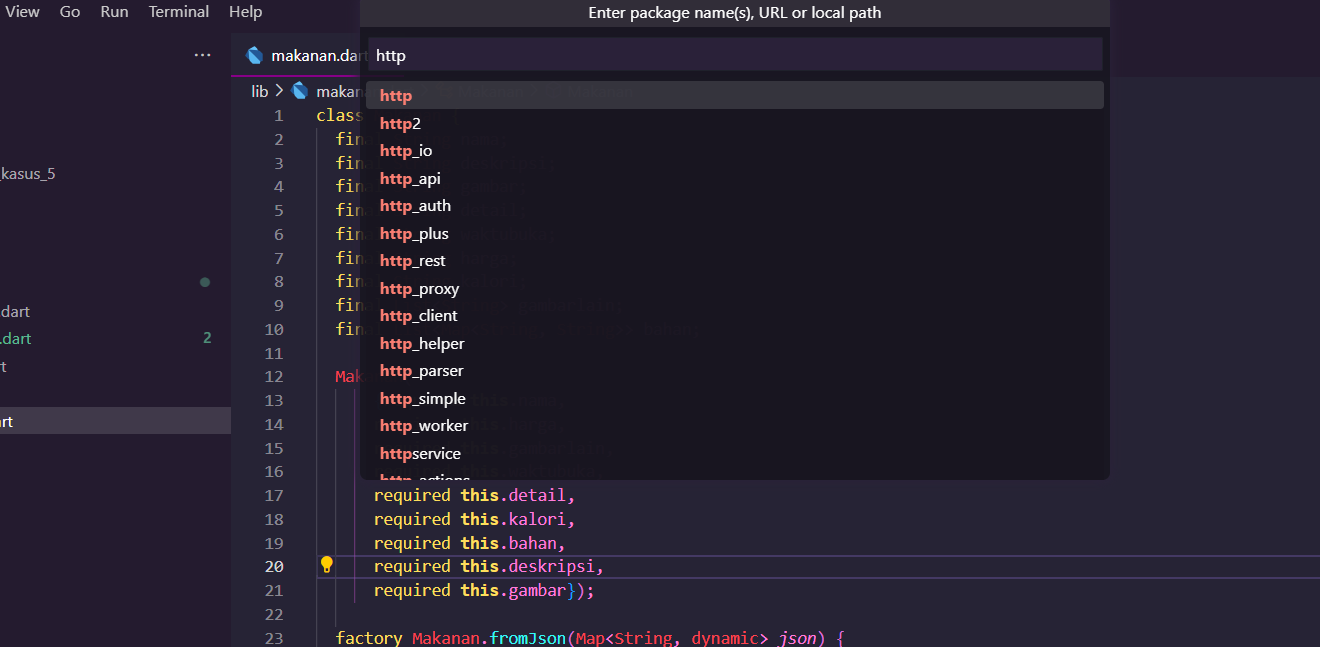 View Go Run Terminal Help
Enter package name(s), URL or local path
...
makanan.dart
http
lib > makan
http
http2
http_io
http_api
http_auth
http_plus
http_rest
http_proxy
http_client
http_helper
http_parser
http_simple
http_worker
httpservice
http_actions
_kasus_5
dart
.dart 2
rt
rt
1 class
2 fin
3 fin
4 fin
5 fin
6 fin
7 fin
8 fin
9 fin
10 fin
11
12 Mak
13
14
15
16
17 required this.detail,
18 required this.kalori,
19 required this.bahan,
20 required this.deskripsi,
21 required this.gambar});
22
23 factory Makanan.fromJson(Map<String, dynamic> json) {